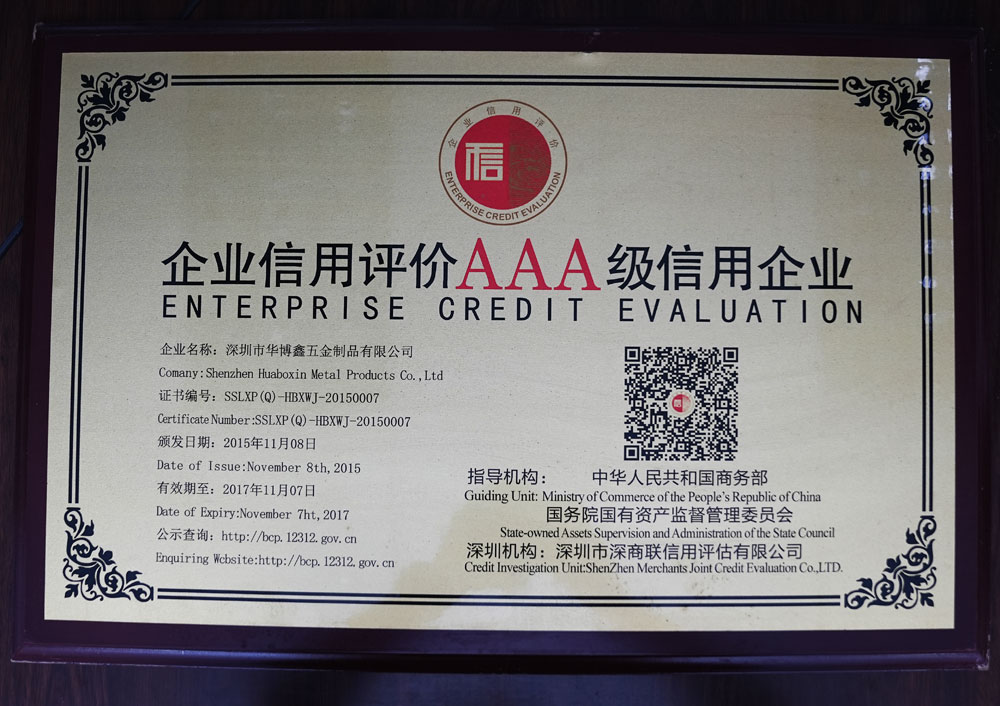 企业信用评价
信
ENTERPRISE CREDIT EVALUATION
企业信用评价AAA级信用企业
ENTERPRISE CREDIT EVALUATION
企业名称：深圳市华博鑫五金制品有限公司
Comany:Shenzhen Huaboxin Metal Products Co.,Ltd
证书编号：SSLXP(Q)-HBXWJ-20150007
Certificate Number:SSLXP(Q)-HBXWJ-20150007
颁发日期：2015年11月08日
Date of Issue:November 8th,2015
有效期至：2017年11月07日
Date of Expiry:November 7ht,2017
公示查询：http://bcp.12312.gov.cn
Enquiring Wcbsite:http://bcp.12312.gov.cn
信
指导机构： 中华人民共和国商务部
Guiding Unit: Ministry of Commerce of the People's Republic of China
国务院国有资产监督管理委员会
State-owned Assets Supervision and Administration of the State Council
深圳机构：深圳市深商联信用评估有限公司
Credit Investigation Unit:ShenZhen Merchants Joint Credit Evaluation Co.,LTD.